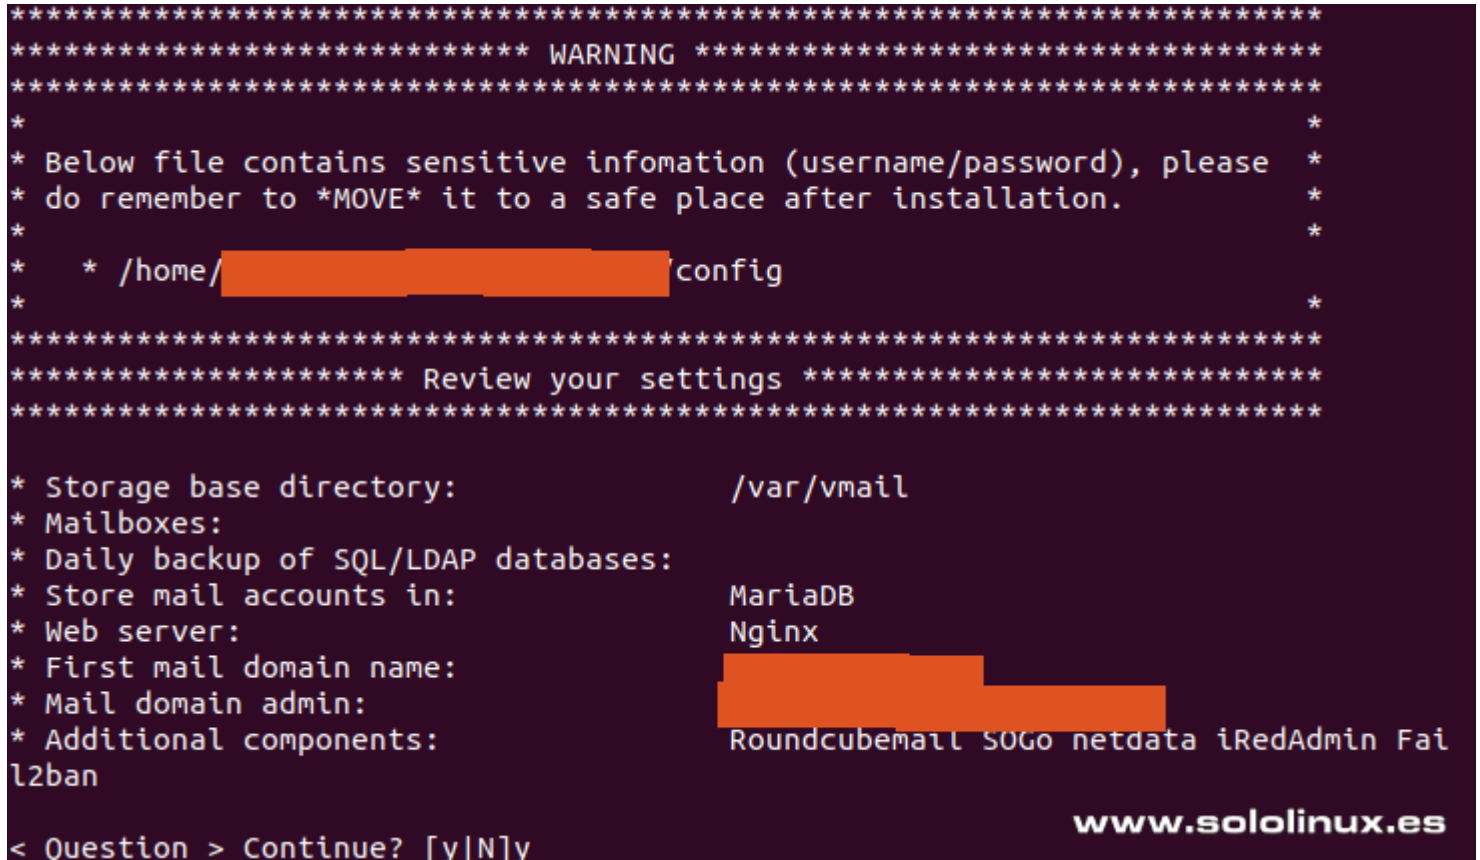 *************************************************************************
***************************** WARNING ***********************************
*************************************************************************
* *
* Below file contains sensitive infomation (username/password), please *
* do remember to *MOVE* it to a safe place after installation. *
* *
* * /home/ /config
* *
*************************************************************************
********************** Review your settings *****************************
*************************************************************************
* Storage base directory: /var/vmail
* Mailboxes:
* Daily backup of SQL/LDAP databases:
* Store mail accounts in: MariaDB
* Web server: Nginx
* First mail domain name:
* Mail domain admin:
* Additional components: Roundcubemail SOGo netdata iRedAdmin Fai
l2ban
www.sololinux.es
< Question > Continue? [y|N]y